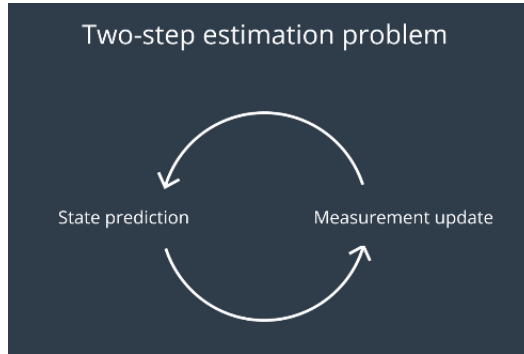 Two-step estimation problem
State prediction
Measurement update